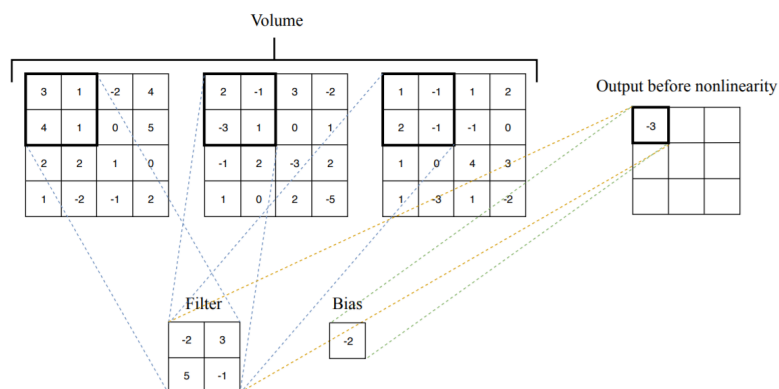 Volume
3 1 -2 4
4 1 0 5
2 2 1 0
1 -2 -1 2
2 -1 3 -2
-3 1 0 1
-1 2 -3 2
1 0 2 -5
1 -1 1 2
2 -1 -1 0
1 0 4 3
1 -3 1 -2
Output before nonlinearity
-3
Filter
-2 3
5 -1
Bias
-2